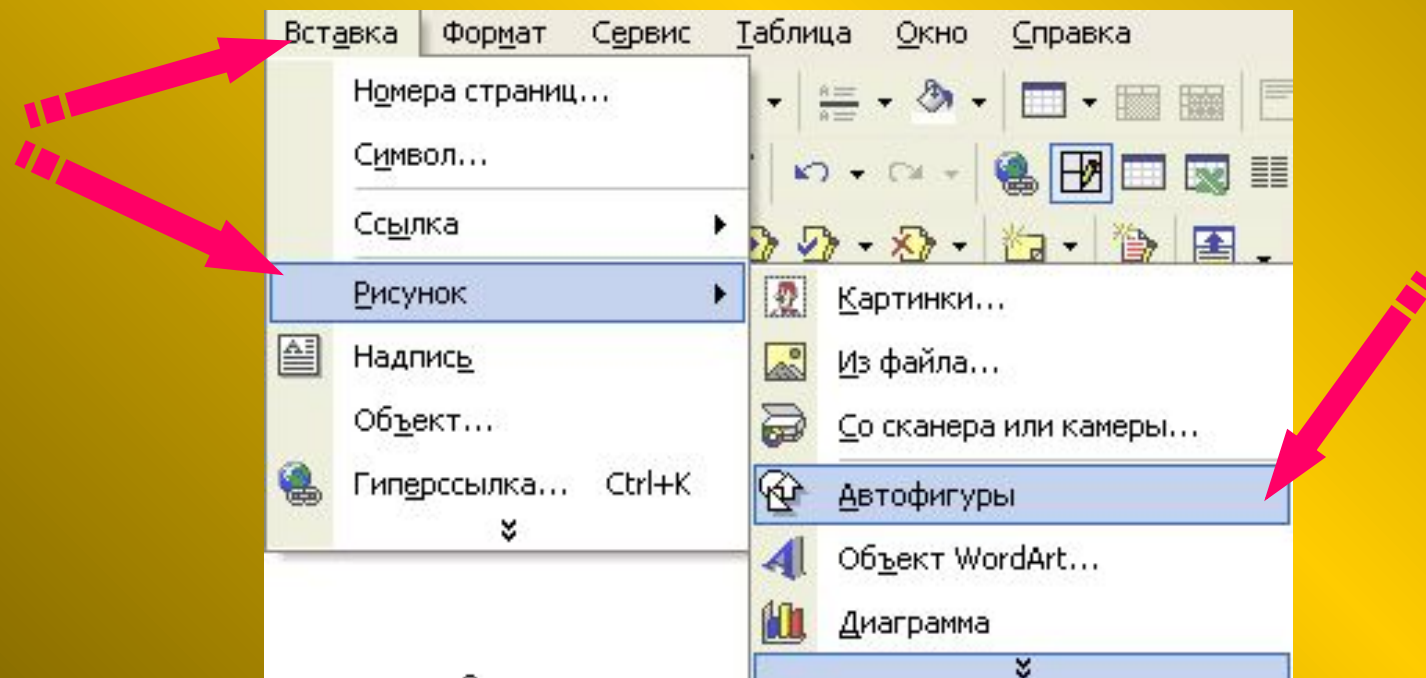 Вставка Формат Сервис Таблица Окно Справка
Номера страниц...
Символ...
Ссылка
Рисунок
Надпись
Объект...
Гиперссылка... Ctrl+K
Картинки...
Из файла...
Со сканера или камеры...
Автофигуры
Объект WordArt...
Диаграмма